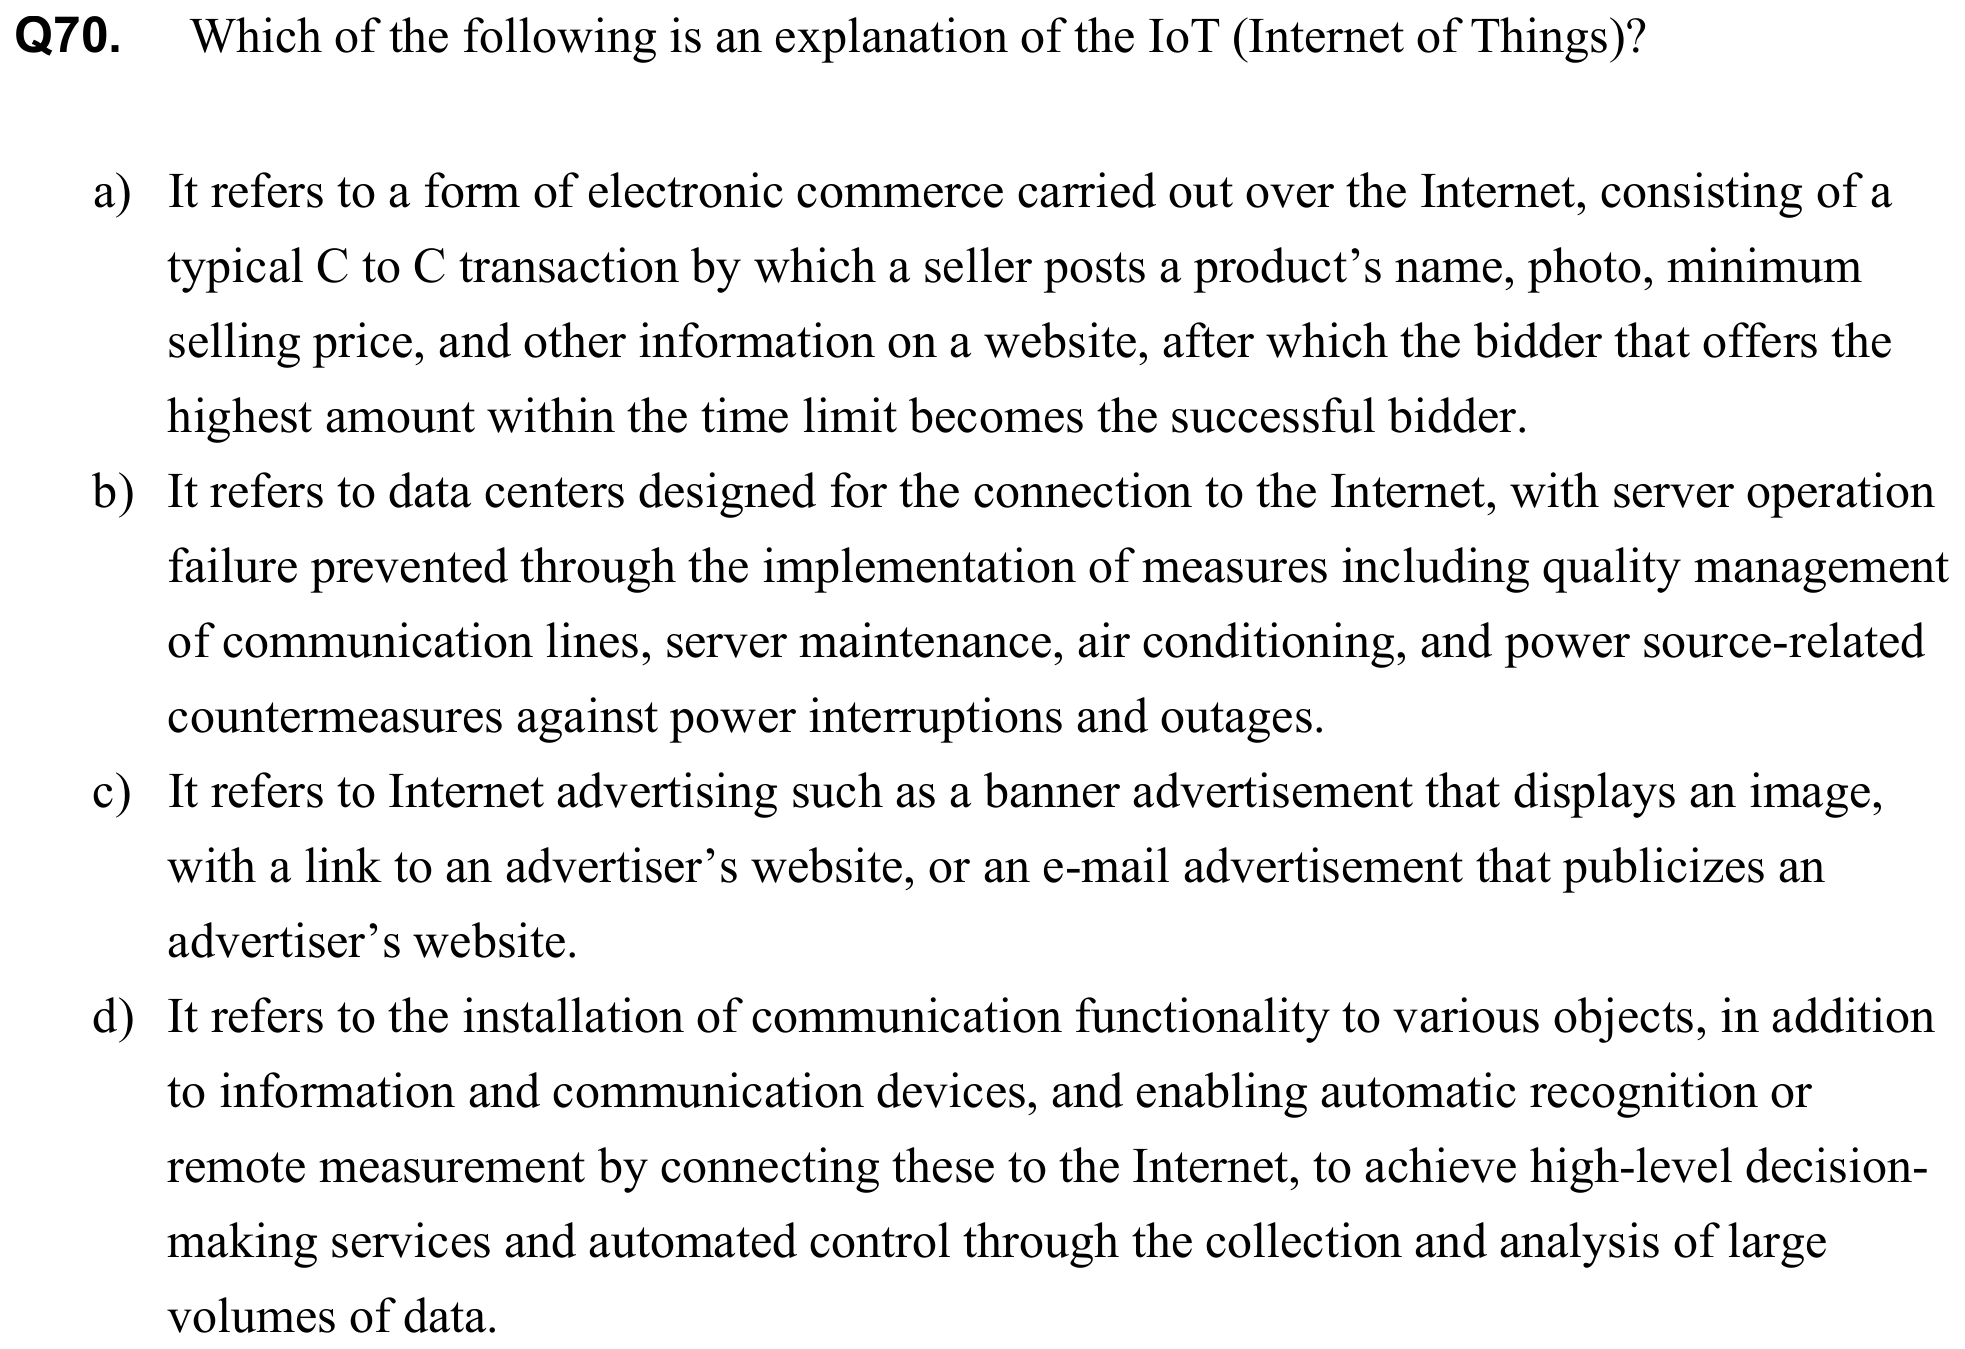 Q70. Which of the following is an explanation of the IoT (Internet of Things)?
a) It refers to a form of electronic commerce carried out over the Internet, consisting of a
typical C to C transaction by which a seller posts a product’s name, photo, minimum
selling price, and other information on a website, after which the bidder that offers the
highest amount within the time limit becomes the successful bidder.
b) It refers to data centers designed for the connection to the Internet, with server operation
failure prevented through the implementation of measures including quality management
of communication lines, server maintenance, air conditioning, and power source-related
countermeasures against power interruptions and outages.
c) It refers to Internet advertising such as a banner advertisement that displays an image,
with a link to an advertiser’s website, or an e-mail advertisement that publicizes an
advertiser’s website.
d) It refers to the installation of communication functionality to various objects, in addition
to information and communication devices, and enabling automatic recognition or
remote measurement by connecting these to the Internet, to achieve high-level decision-
making services and automated control through the collection and analysis of large
volumes of data.